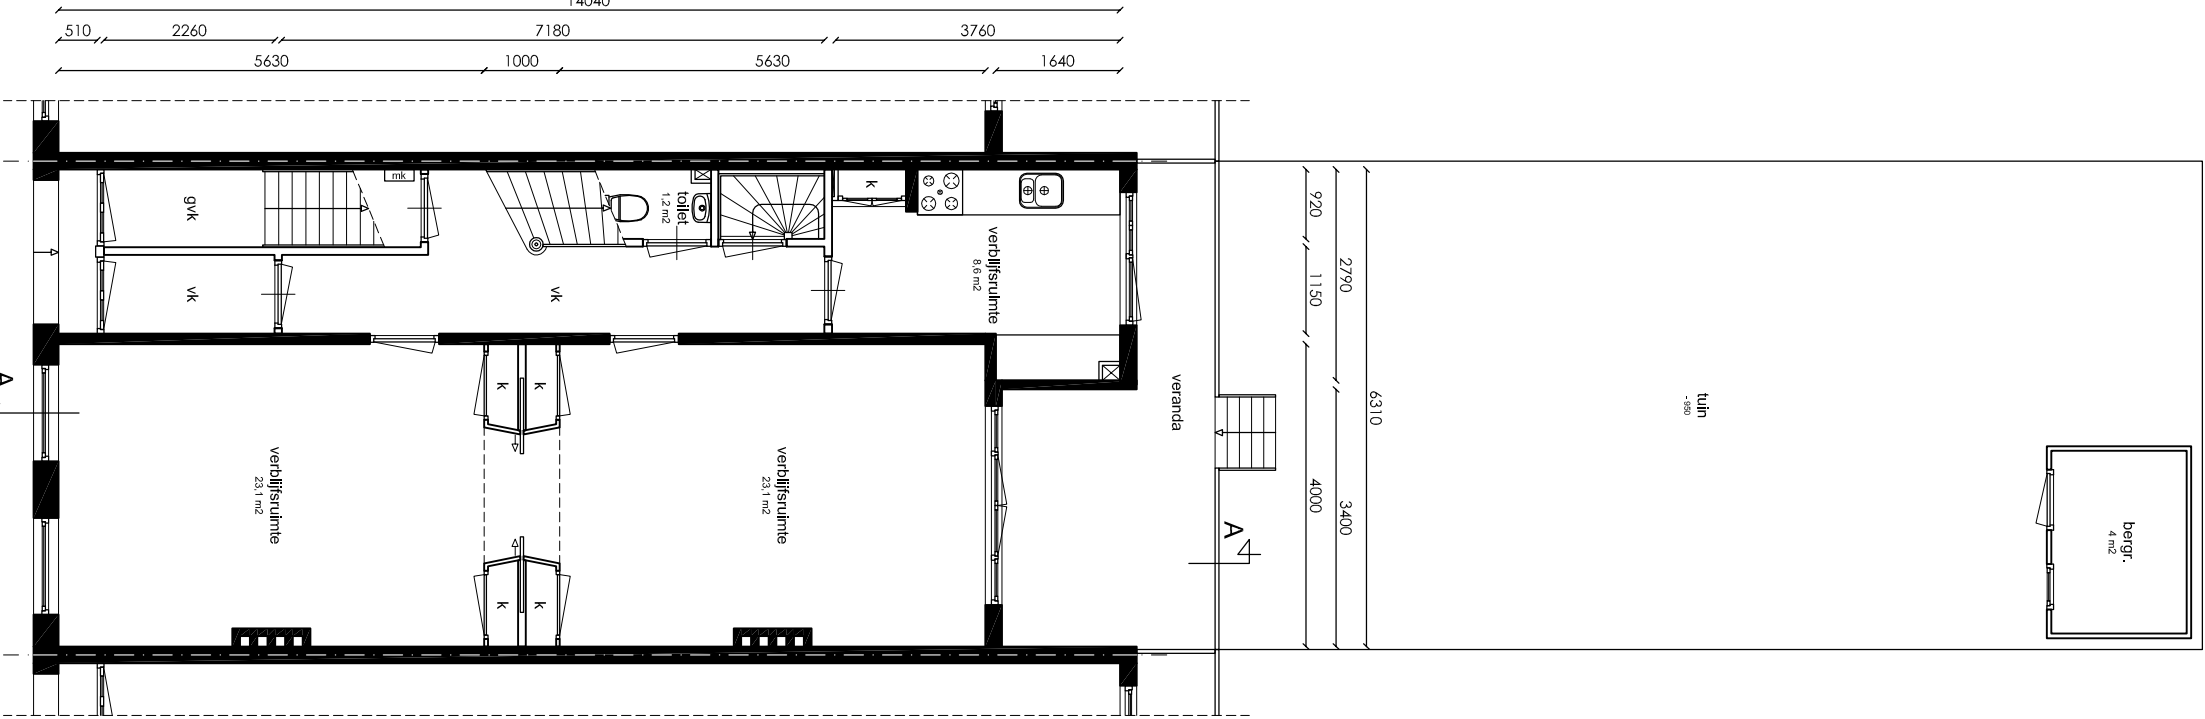 14040
510
2260
7180
3760
5630
1000
5630
1640
mk
gvk
vk
vk
toilet
1,2 m2
k
verblijfsruimte
8,6 m2
k
k
k
k
verblijfsruimte
23,1 m2
verblijfsruimte
23,1 m2
veranda
A
A
920
1150
4000
2790
3400
6310
tuin
- 950
bergr.
4 m2